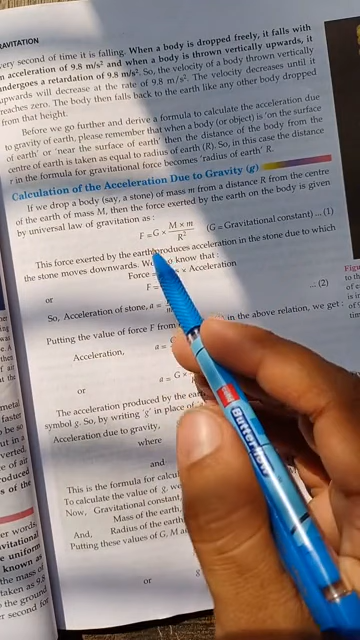 RAVITATION
very second of time it is falling. When a body is dropped freely, it falls with
n acceleration of 9.8 m/s² and when a body is thrown vertically upwards, it
undergoes a retardation of 9.8 m/s². So, the velocity of a body thrown vertically
upwards will decrease at the rate of 9.8 m/s². The velocity decreases until it
reaches zero. The body then falls back to the earth like any other body dropped
from that height.
Before we go further and derive a formula to calculate the acceleration due
to gravity of earth, please remember that when a body (or object) is 'on the surface
of earth' or 'near the surface of earth' then the distance of the body from the
centre of earth is taken as equal to radius of earth (R). So, in this case the distance
r in the formula for gravitational force becomes 'radius of earth' R.
Calculation of the Acceleration Due to Gravity (g)
If we drop a body (say, a stone) of mass m from a distance R from the centre
of the earth of mass M, then the force exerted by the earth on the body is given
by universal law of gravitation as :
F = G × M × m / R² (G = Gravitational constant) ... (1)
This force exerted by the earth produces acceleration in the stone due to which
the stone moves downwards. We know that :
Force = × Acceleration
or F =
So, Acceleration of stone, a = ... (2)
Putting the value of force F from in the above relation, we get :
Acceleration, a =
or a = G ×
The acceleration produced by the
symbol g. So, by writing 'g' in place of
Acceleration due to gravity,
where
and
This is the formula for
To calculate the value of g, we
Now, Gravitational constant,
Mass of the earth,
And, Radius of the earth
Putting these values of G, M
or g
Figu
to th
of
i
metal
faster
to be so
ut in a
verted.
e. A
of air
roduced
s of the
er words
vitational
e uniform
known as
the mass of
taken as 9.8
o the ground
r second for
cello
Butterflow